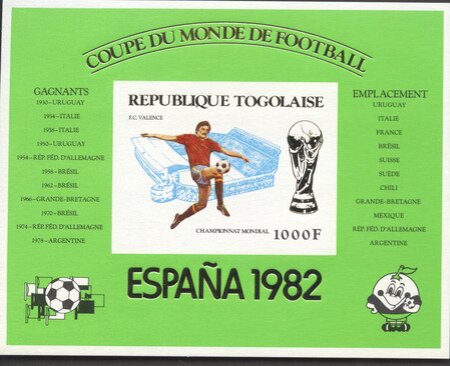 COUPE DU MONDE DE FOOTBALL
GAGNANTS
1930-URUGUAY
1934-ITALIE
1938-ITALIE
1950-URUGUAY
1954-RÉP. FÉD. D'ALLEMAGNE
1958-BRÉSIL
1962-BRÉSIL
1966-GRANDE-BRETAGNE
1970-BRÉSIL
1974-RÉP. FÉD. D'ALLEMAGNE
1978-ARGENTINE
REPUBLIQUE TOGOLAISE
F.C. VALENCE
CHAMPIONNAT MONDIAL
1000F
EMPLACEMENT
URUGUAY
ITALIE
FRANCE
BRÉSIL
SUISSE
SUÈDE
CHILI
GRANDE-BRETAGNE
MEXIQUE
RÉP. FÉD. D'ALLEMAGNE
ARGENTINE
ESPAÑA 1982